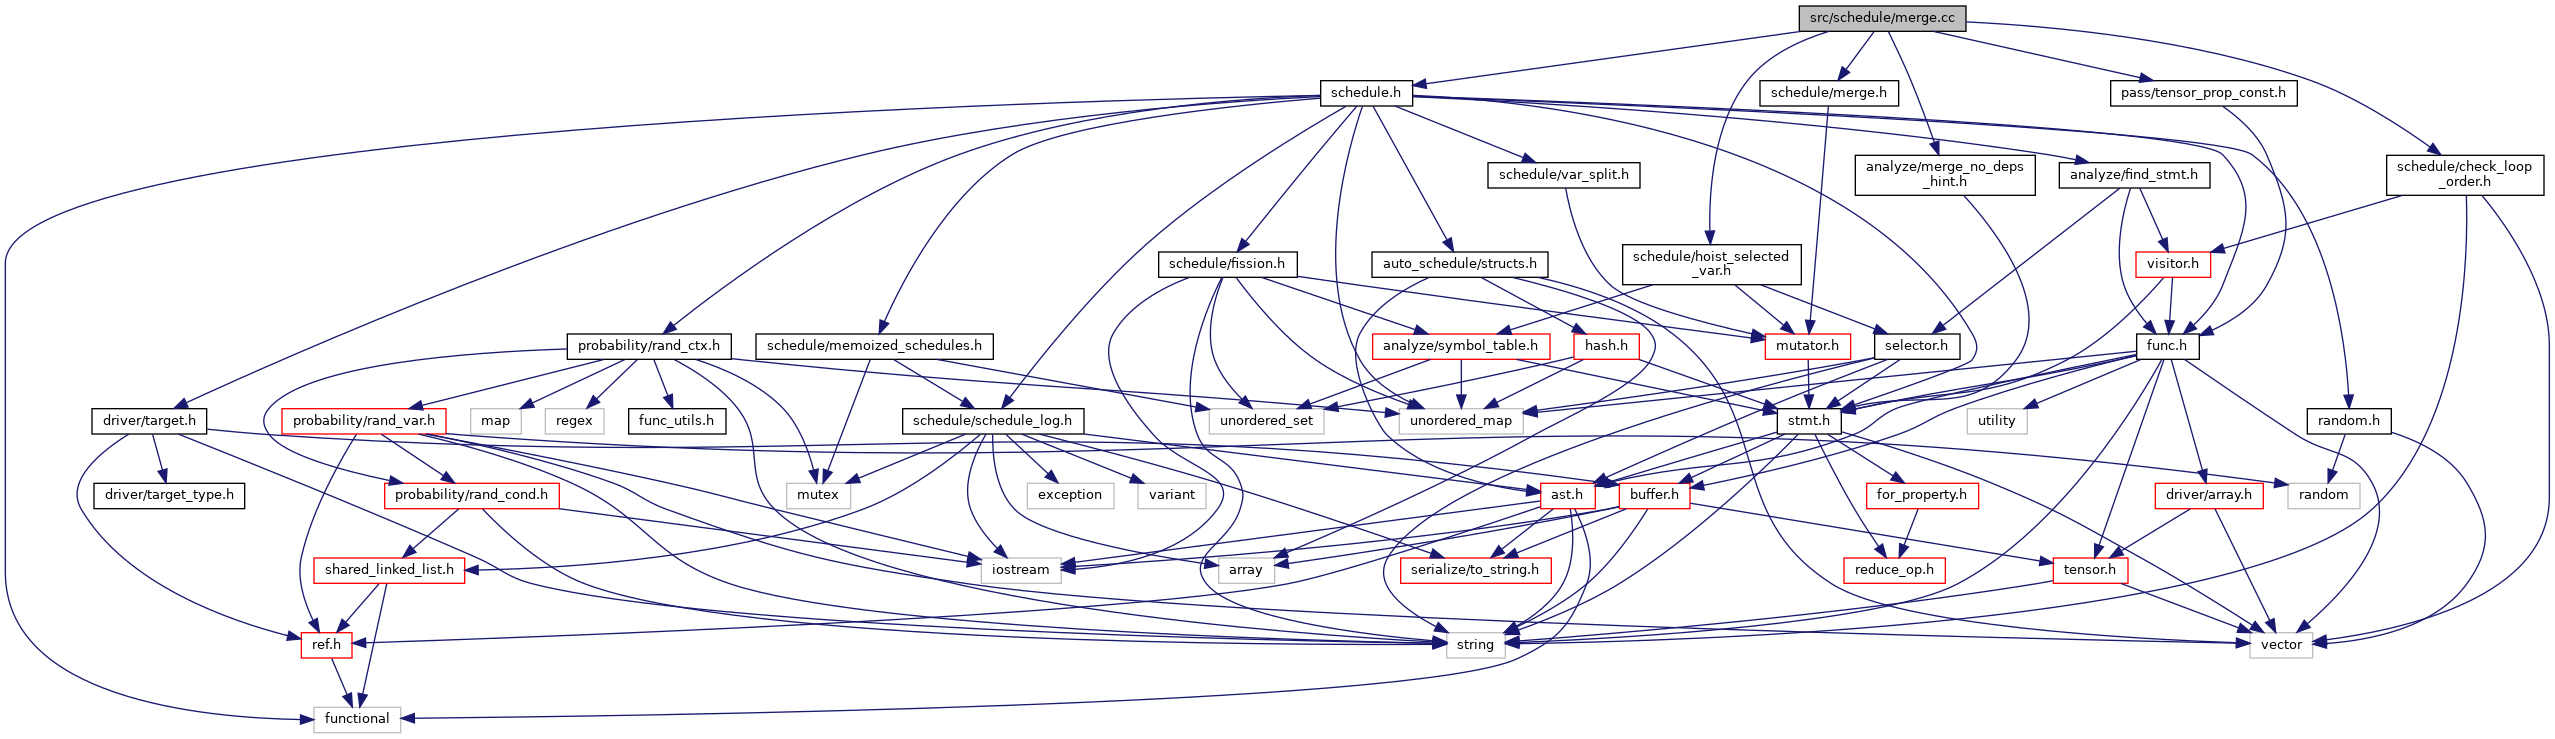 src/schedule/merge.cc
schedule.h
schedule/merge.h
pass/tensor_prop_const.h
schedule/var_split.h
analyze/merge_no_deps
_hint.h
analyze/find_stmt.h
schedule/check_loop
_order.h
schedule/fission.h
auto_schedule/structs.h
schedule/hoist_selected
_var.h
visitor.h
probability/rand_ctx.h
schedule/memoized_schedules.h
analyze/symbol_table.h
hash.h
mutator.h
selector.h
func.h
driver/target.h
probability/rand_var.h
map
regex
func_utils.h
schedule/schedule_log.h
unordered_set
unordered_map
stmt.h
utility
random.h
driver/target_type.h
probability/rand_cond.h
mutex
exception
variant
ast.h
buffer.h
for_property.h
driver/array.h
random
shared_linked_list.h
iostream
array
serialize/to_string.h
reduce_op.h
tensor.h
ref.h
string
vector
functional